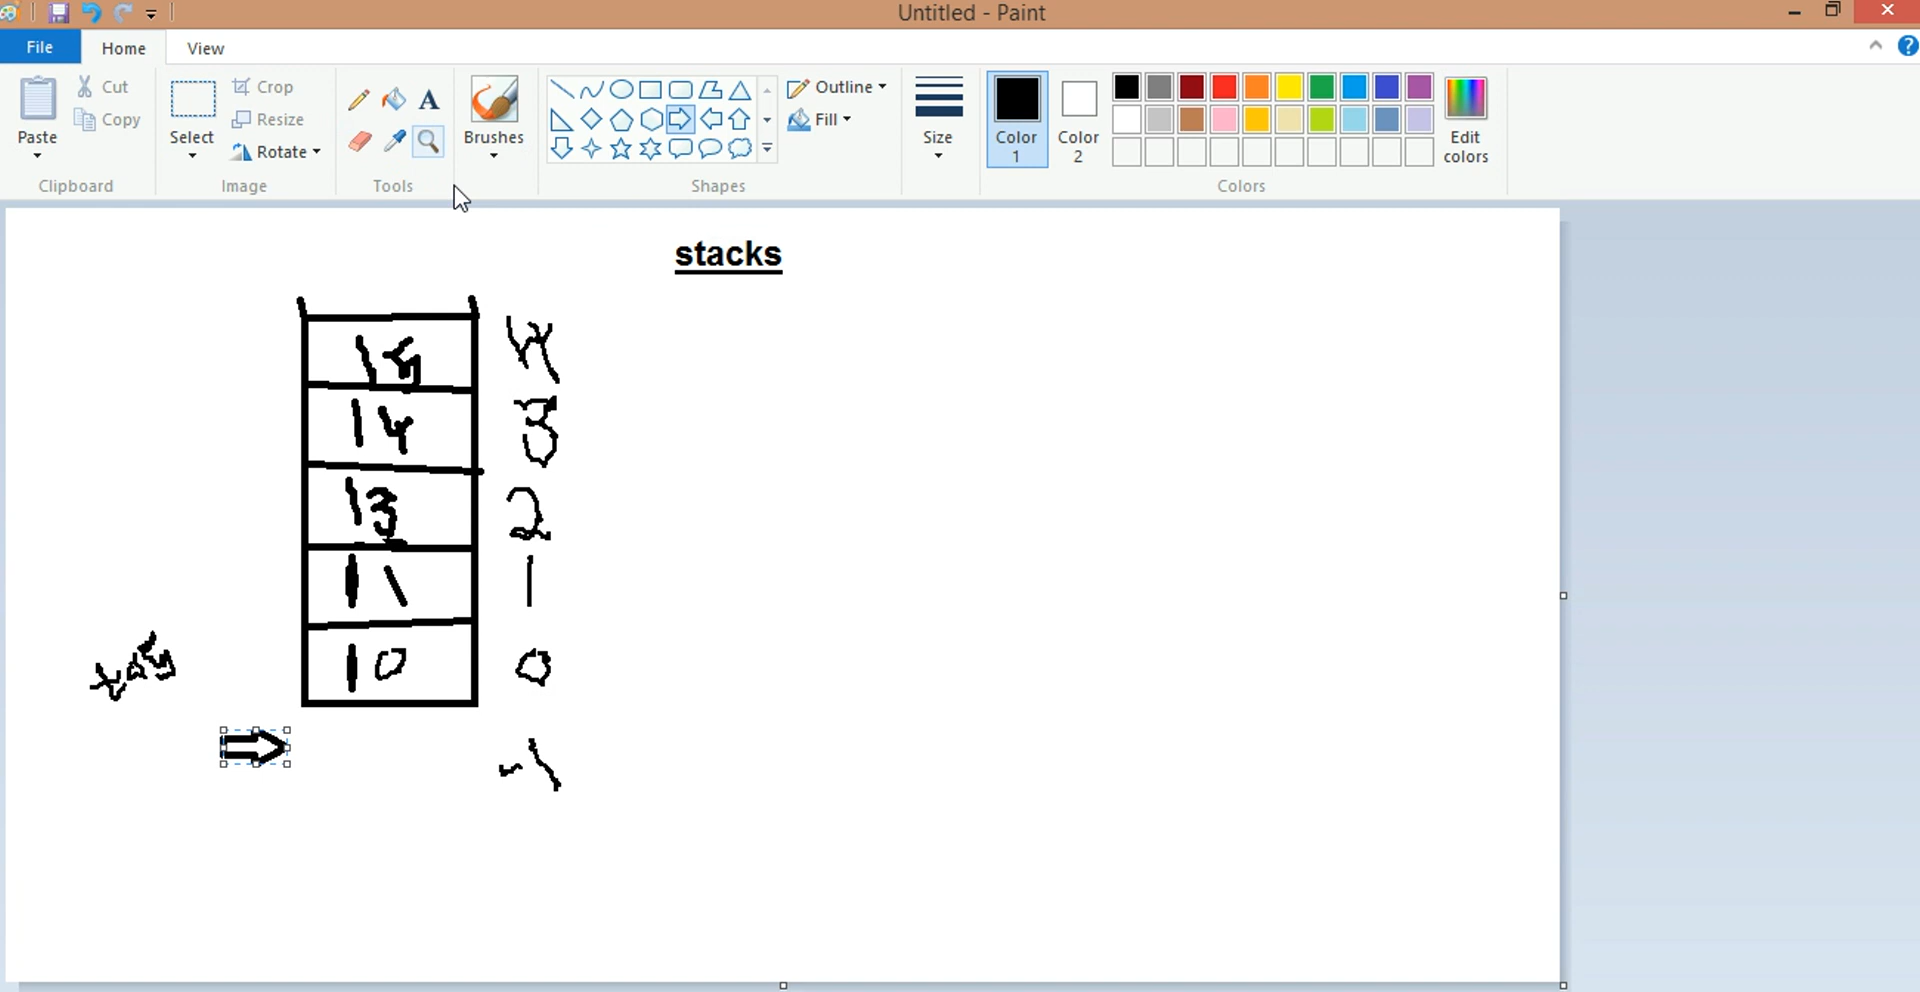 Untitled - Paint
File Home View
Paste
Cut
Copy
Clipboard
Select
Crop
Resize
Rotate
Image
A
Tools
Brushes
Shapes
Outline
Fill
Size
Color 1
Color 2
Edit colors
Colors
?
stacks
15 4
14 3
13 2
11 1
10 0
top
-1